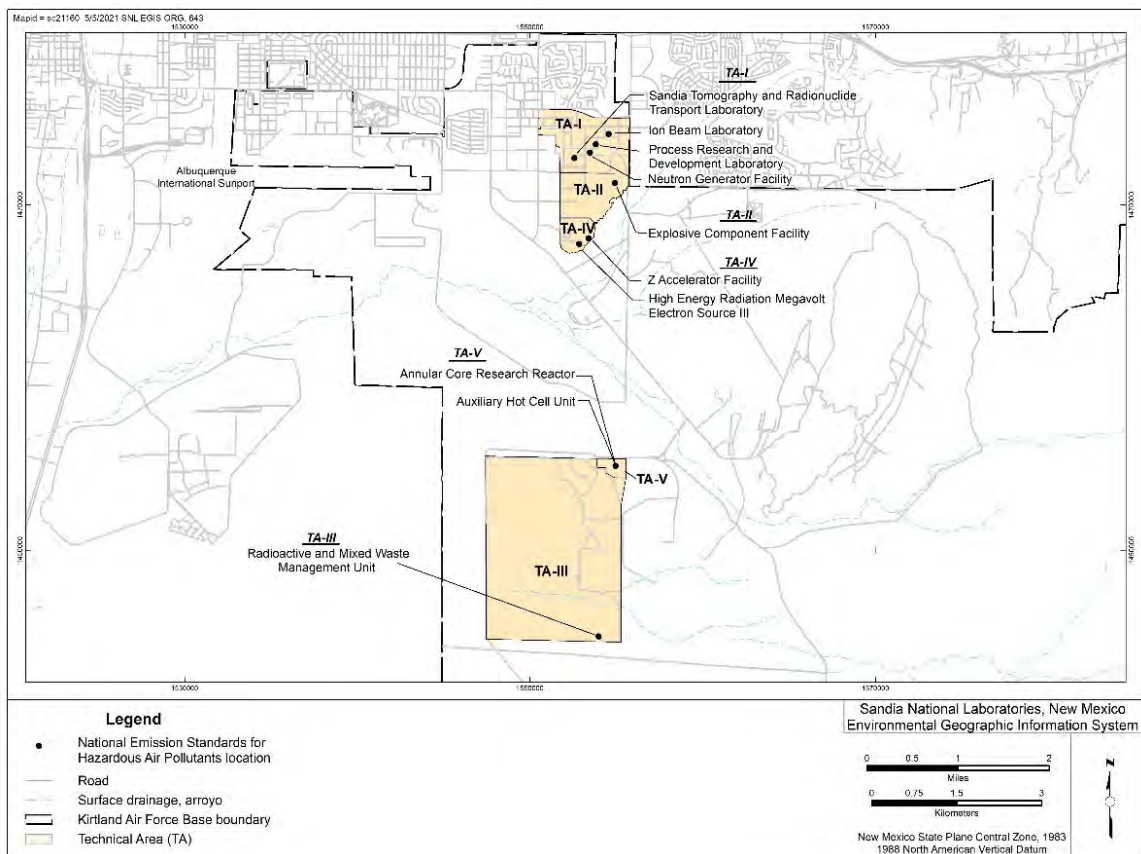 Mapid = sc21160 5/5/2021 SNL EGIS ORG. 643
1530000
1550000
1570000
TA-I
Sandia Tomography and Radionuclide
Transport Laboratory
TA-I
Ion Beam Laboratory
Process Research and
Development Laboratory
Neutron Generator Facility
Albuquerque
International Sunport
TA-II
1470000
1470000
TA-II
Explosive Component Facility
TA-IV
TA-IV
Z Accelerator Facility
High Energy Radiation Megavolt
Electron Source III
TA-V
Annular Core Research Reactor
Auxiliary Hot Cell Unit
TA-V
TA-III
Radioactive and Mixed Waste
Management Unit
TA-III
1450000
1530000
1550000
1570000
Legend
National Emission Standards for
Hazardous Air Pollutants location
Road
Surface drainage, arroyo
Kirtland Air Force Base boundary
Technical Area (TA)
Sandia National Laboratories, New Mexico
Environmental Geographic Information System
0 0.5 1 2
Miles
0 0.75 1.5 3
Kilometers
N
New Mexico State Plane Central Zone, 1983
1988 North American Vertical Datum